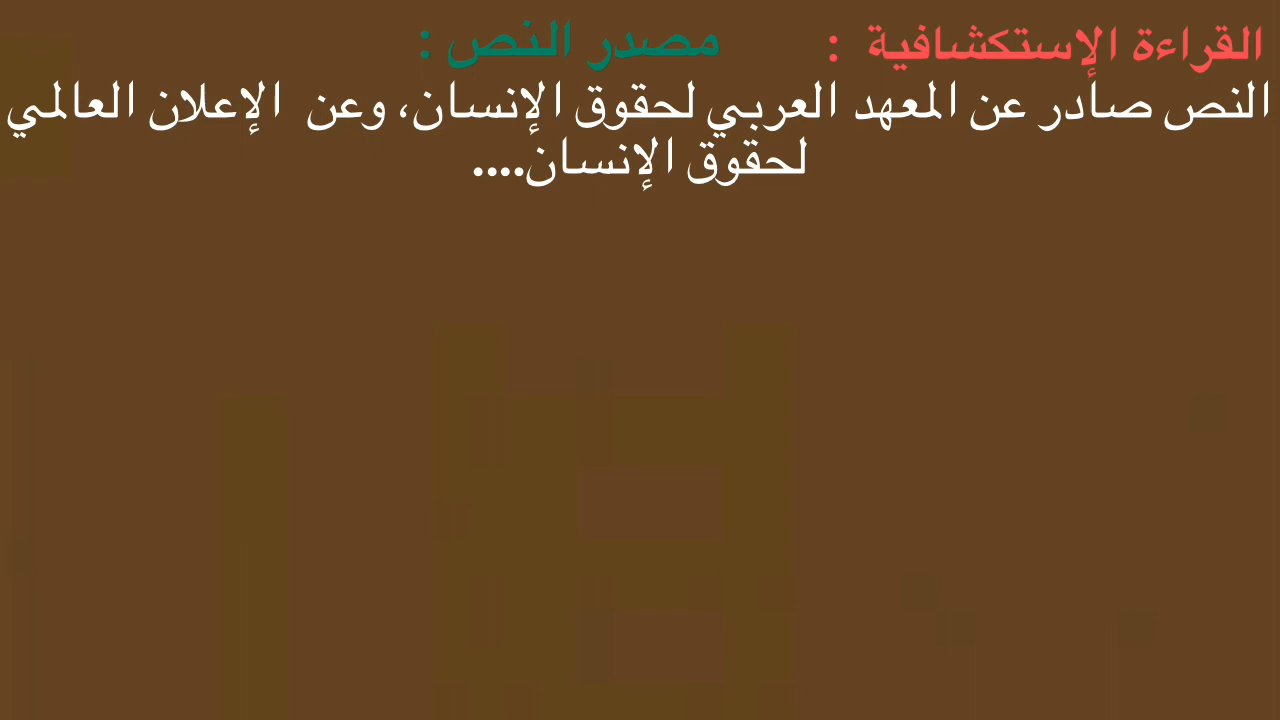 القراءة الإستكشافية : مصدر النص :
النص صادر عن المعهد العربي لحقوق الإنسان، وعن الإعلان العالمي
لحقوق الإنسان....